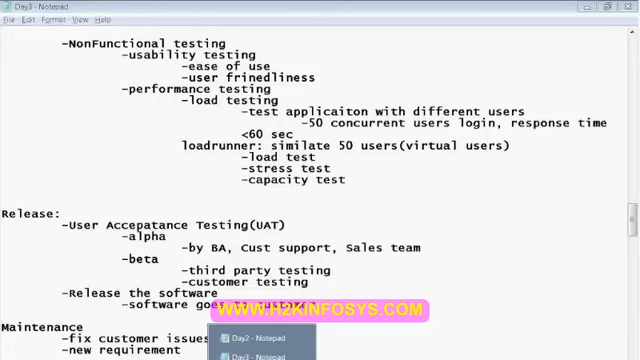 Day3 - Notepad
File Edit Format View Help
-NonFunctional testing
-usability testing
-ease of use
-user frinedliness
-performance testing
-load testing
-test applicaiton with different users
-50 concurrent users login, response time
<60 sec
loadrunner: similate 50 users(virtual users)
-load test
-stress test
-capacity test
Release:
-User Accepatance Testing(UAT)
-alpha
-by BA, Cust support, Sales team
-beta
-third party testing
-customer testing
-Release the software
-software goes to customer
WWW.H2KINFOSYS.COM
Maintenance
-fix customer issues
-new requirement
Day2 - Notepad
Day3 - Notepad